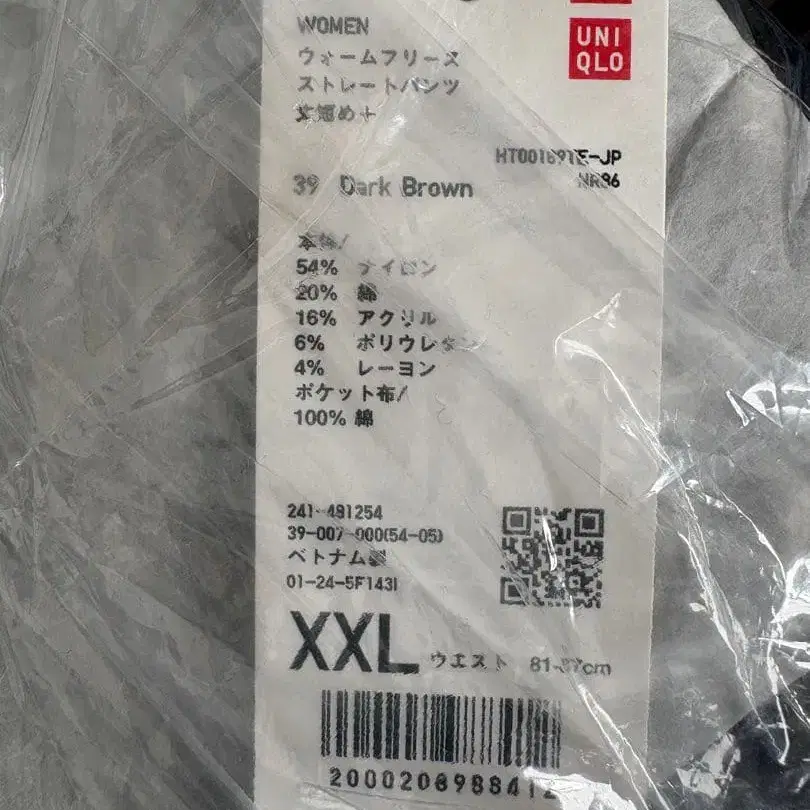 WOMEN
UNI
QLO
ウォームフリース
ストレートパンツ
丈短め+
39 Dark Brown
本体/
54% ナイロン
20% 綿
16% アクリル
6% ポリウレタン
4% レーヨン
ポケット布/
100% 綿
241-481254
39-007-000(54-05)
ベトナム製
01-24-5F143I
XXL ウエスト 81-87cm